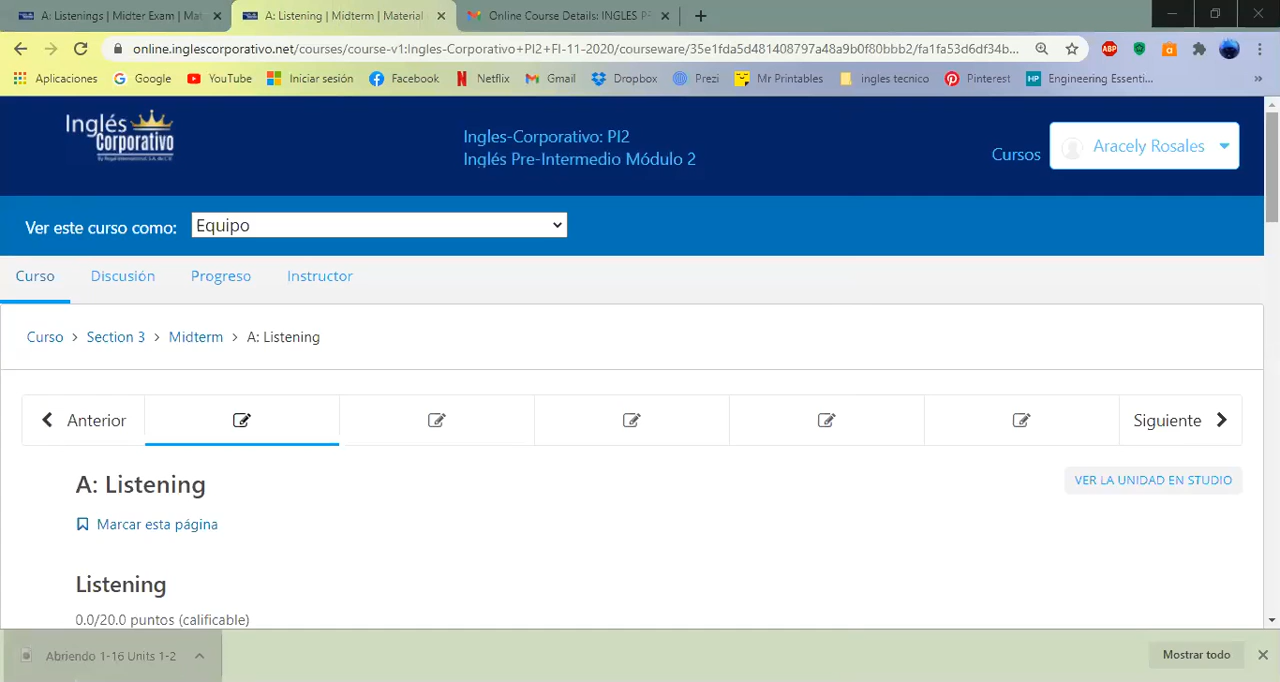 A: Listenings | Midter Exam | Mat
A: Listening | Midterm | Material
Online Course Details: INGLES P
online.inglescorporativo.net/courses/course-v1:Ingles-Corporativo+PI2+FI-11-2020/courseware/35e1fda5d481408797a48a9b0f80bbb2/fa1fa53d6df34b...
ABP
Aplicaciones Google YouTube Iniciar sesión Facebook Netflix Gmail Dropbox Prezi Mr Printables ingles tecnico Pinterest HP Engineering Essenti... »
Inglés
Corporativo
Ingles-Corporativo: PI2
Inglés Pre-Intermedio Módulo 2
Cursos
Aracely Rosales
Ver este curso como: Equipo
Curso Discusión Progreso Instructor
Curso > Section 3 > Midterm > A: Listening
Anterior
Siguiente
A: Listening
VER LA UNIDAD EN STUDIO
Marcar esta página
Listening
0.0/20.0 puntos (calificable)
Abriendo 1-16 Units 1-2
Mostrar todo